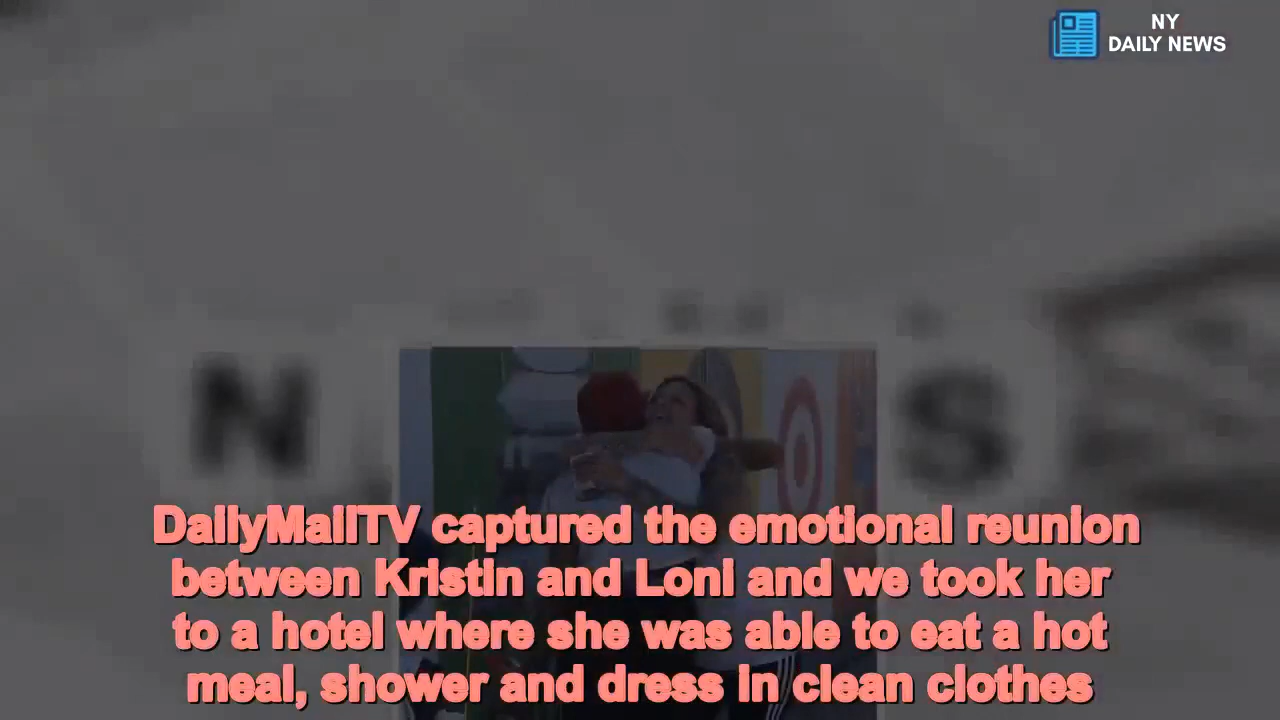 NY
DAILY NEWS
N S
DailyMailTV captured the emotional reunion
between Kristin and Loni and we took her
to a hotel where she was able to eat a hot
meal, shower and dress in clean clothes